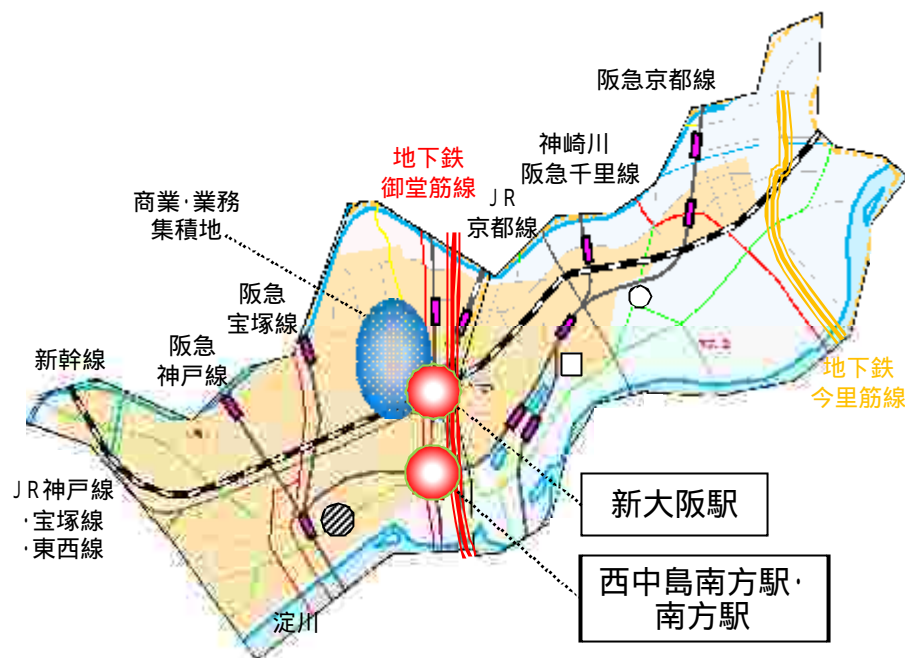 阪急京都線
神崎川
阪急千里線
地下鉄
御堂筋線
JR
京都線
商業・業務
集積地
阪急
宝塚線
阪急
神戸線
新幹線
地下鉄
今里筋線
JR神戸線
・宝塚線
・東西線
新大阪駅
西中島南方駅・
南方駅
淀川